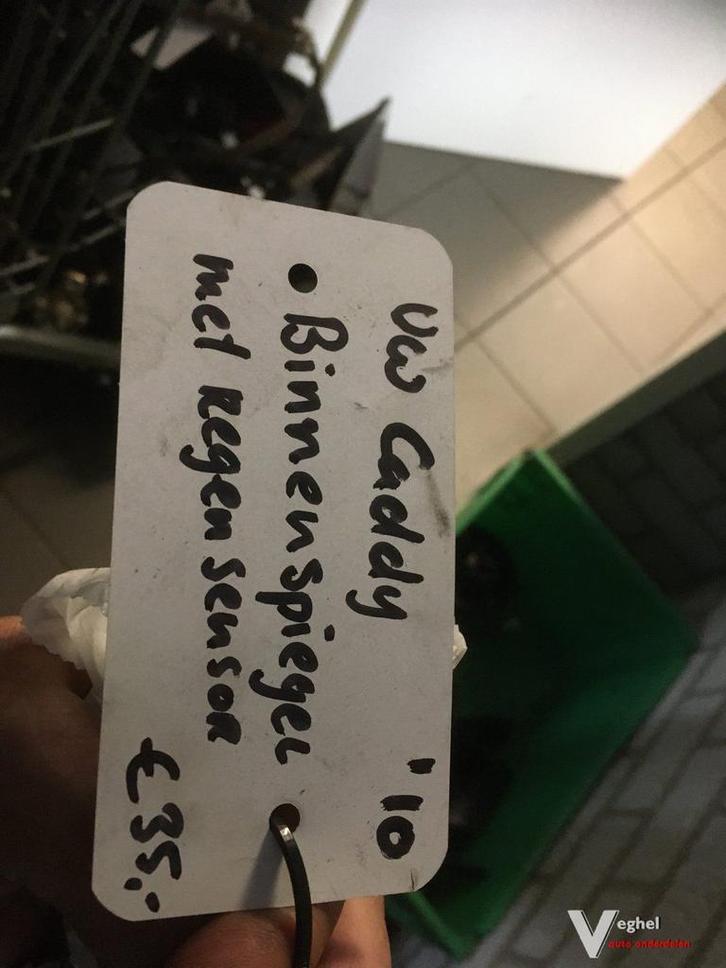 VW Caddy "10
Binnenspiegel
met Regensensor
€35,-
Veghel
auto onderdelen